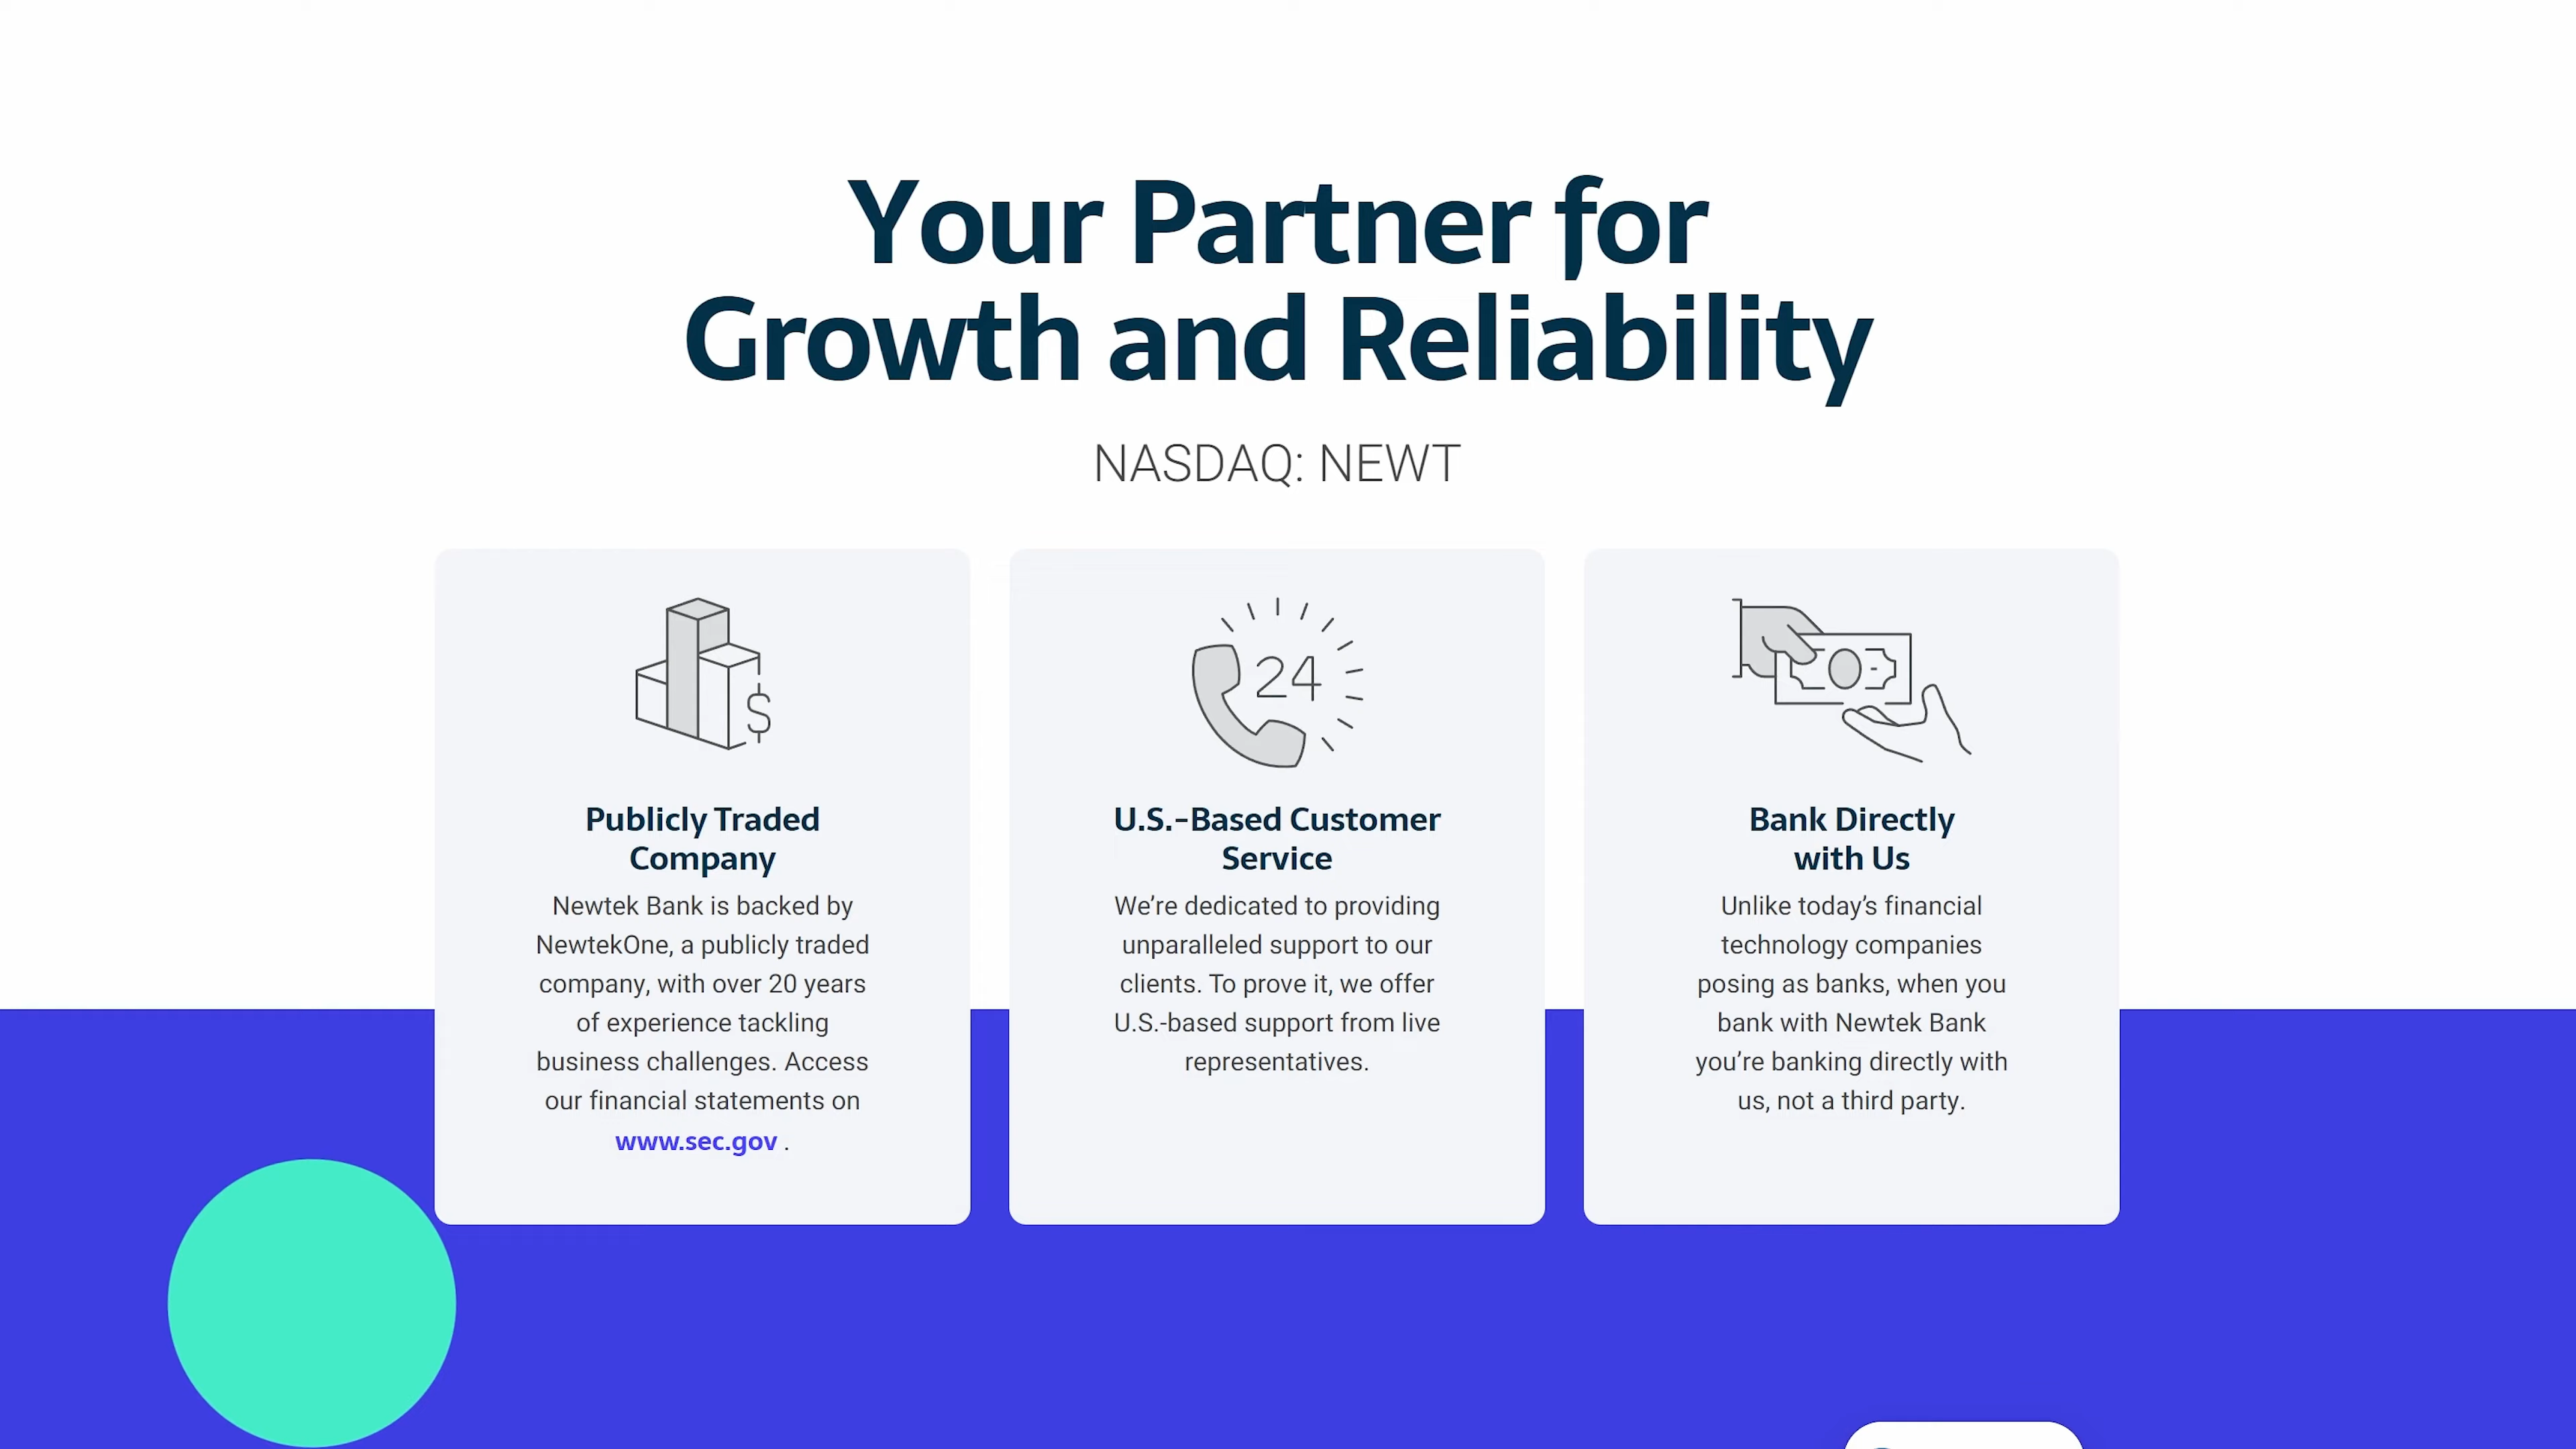 Your Partner for
Growth and Reliability
NASDAQ: NEWT
$
Publicly Traded
Company
Newtek Bank is backed by
NewtekOne, a publicly traded
company, with over 20 years
of experience tackling
business challenges. Access
our financial statements on
www.sec.gov .
24
U.S.-Based Customer
Service
We’re dedicated to providing
unparalleled support to our
clients. To prove it, we offer
U.S.-based support from live
representatives.
Bank Directly
with Us
Unlike today’s financial
technology companies
posing as banks, when you
bank with Newtek Bank
you’re banking directly with
us, not a third party.